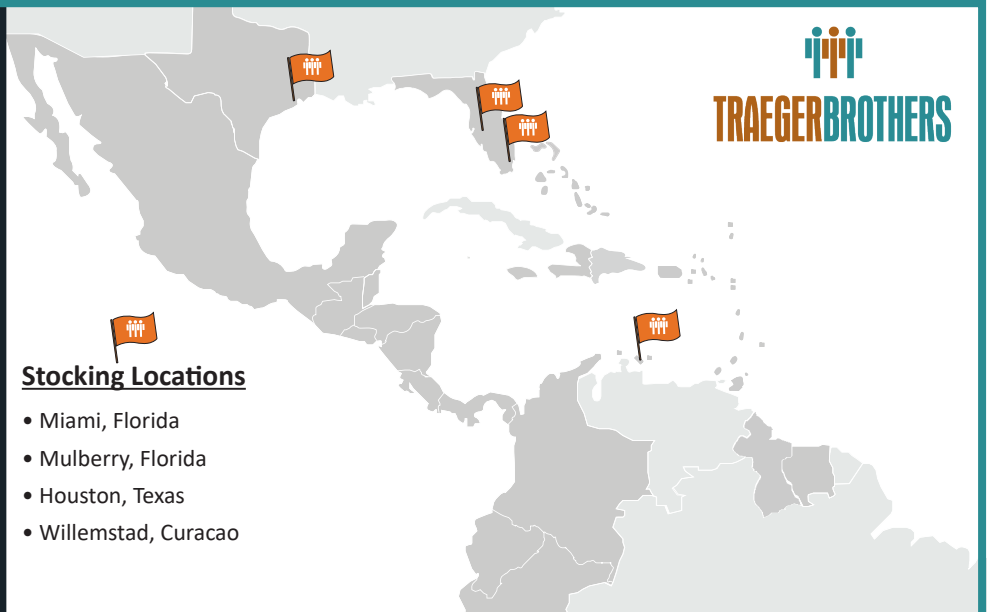 TRAEGERBROTHERS
Stocking Locations
• Miami, Florida
• Mulberry, Florida
• Houston, Texas
• Willemstad, Curacao